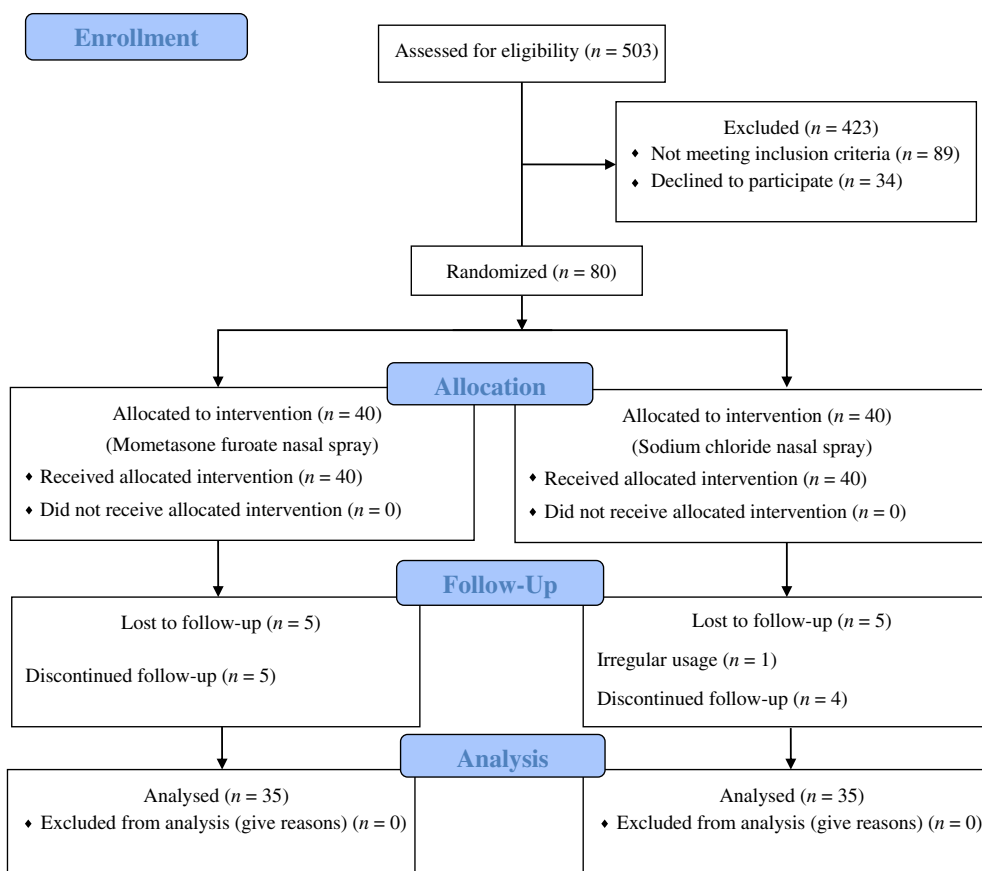 Enrollment
Assessed for eligibility (n = 503)
Excluded (n = 423)
♦ Not meeting inclusion criteria (n = 89)
♦ Declined to participate (n = 34)
Randomized (n = 80)
Allocation
Allocated to intervention (n = 40)
(Mometasone furoate nasal spray)
♦ Received allocated intervention (n = 40)
♦ Did not receive allocated intervention (n = 0)
Allocated to intervention (n = 40)
(Sodium chloride nasal spray)
♦ Received allocated intervention (n = 40)
♦ Did not receive allocated intervention (n = 0)
Follow-Up
Lost to follow-up (n = 5)
Discontinued follow-up (n = 5)
Lost to follow-up (n = 5)
Irregular usage (n = 1)
Discontinued follow-up (n = 4)
Analysis
Analysed (n = 35)
♦ Excluded from analysis (give reasons) (n = 0)
Analysed (n = 35)
♦ Excluded from analysis (give reasons) (n = 0)